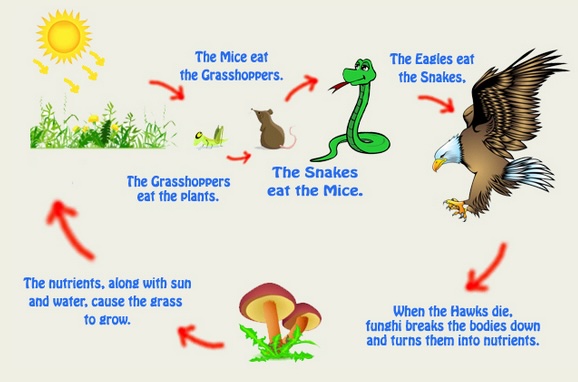 The Mice eat
the Grasshoppers.
The Eagles eat
the Snakes,
The Grasshoppers
eat the plants.
The Snakes
eat the Mice.
The nutrients, along with sun
and water, cause the grass
to grow.
When the Hawks die,
funghi breaks the bodies down
and turns them into nutrients.